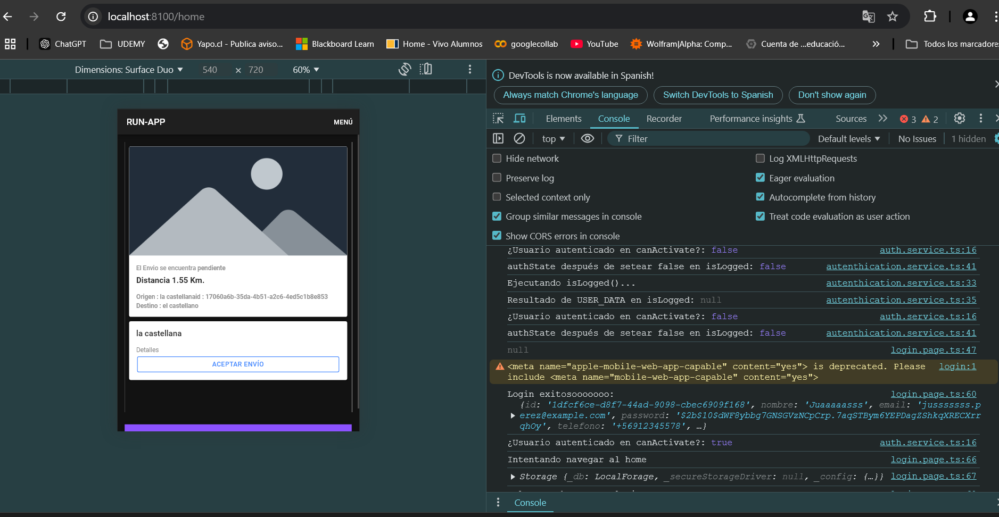 localhost:8100/home
ChatGPT
UDEMY
Yapo.cl - Publica aviso...
Blackboard Learn
Home - Vivo Alumnos
googlecollab
YouTube
Wolfram|Alpha: Comp...
Cuenta de ...educació...
Todos los marcadores
Dimensions: Surface Duo
540
×
720
60%
DevTools is now available in Spanish!
Always match Chrome's language
Switch DevTools to Spanish
Don't show again
Elements
Console
Recorder
Performance insights
Sources
3
2
top
Filter
Default levels
No Issues
1 hidden
Hide network
Log XMLHttpRequests
Preserve log
Eager evaluation
Selected context only
Autocomplete from history
Group similar messages in console
Treat code evaluation as user action
Show CORS errors in console
RUN-APP
MENÚ
El Envio se encuentra pendiente
Distancia 1.55 Km.
Origen : la castellanaid : 17060a6b-35da-4b51-a2c6-4ed5c1b8e853
Destino : el castellano
la castellana
Detalles
ACEPTAR ENVÍO
¿Usuario autenticado en canActivate?: false auth.service.ts:16
authState después de setear false en isLogged: false autenthication.service.ts:41
Ejecutando isLogged()... autenthication.service.ts:33
Resultado de USER_DATA en isLogged: null autenthication.service.ts:35
¿Usuario autenticado en canActivate?: false auth.service.ts:16
authState después de setear false en isLogged: false autenthication.service.ts:41
null login.page.ts:47
<meta name="apple-mobile-web-app-capable" content="yes"> is deprecated. Please login:1
include <meta name="mobile-web-app-capable" content="yes">
Login exitosooooooo: login.page.ts:60
{id: '1dfcf6ce-d8f7-44ad-9098-cbec6909f168', nombre: 'Juaaaaasss', email: 'jusssssss.p
erez@example.com', password: '$2b$10$dWF8ybbg7GNSGVzNCpCrp.7aqSTBym6YEPDagZShkqXRECXrr
qhOy', telefono: '+56912345578', …}
¿Usuario autenticado en canActivate?: true auth.service.ts:16
Intentando navegar al home login.page.ts:66
Storage {_db: LocalForage, _secureStorageDriver: null, _config: {…}} login.page.ts:67
Console